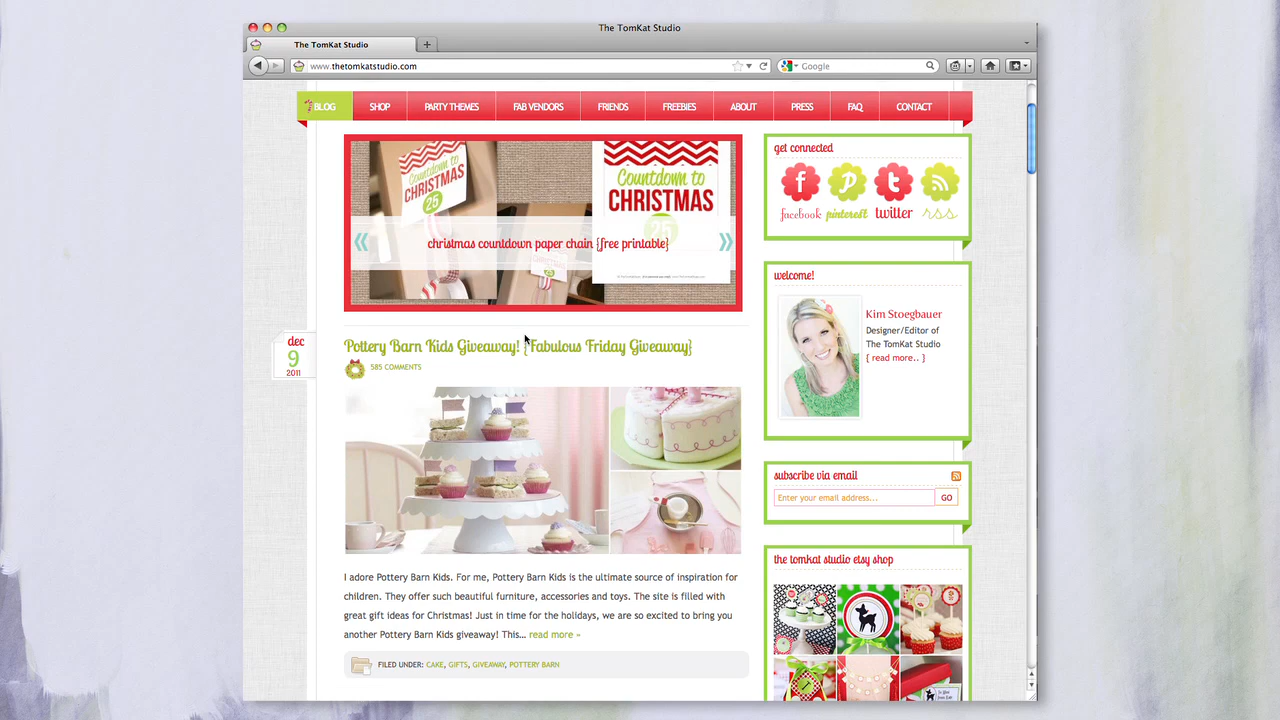 The TomKat Studio
The TomKat Studio
www.thetomkatstudio.com
Google
BLOG SHOP PARTY THEMES FAB VENDORS FRIENDS FREEBIES ABOUT PRESS FAQ CONTACT
Countdown to
CHRISTMAS
25
Countdown to
CHRISTMAS
25
christmas countdown paper chain {free printable}
get connected
facebook pinterest twitter rss
welcome!
Kim Stoegbauer
Designer/Editor of
The TomKat Studio
{ read more.. }
dec
9
2011
Pottery Barn Kids Giveaway! {Fabulous Friday Giveaway}
585 COMMENTS
subscribe via email
Enter your email address... GO
the tomkat studio etsy shop
I adore Pottery Barn Kids. For me, Pottery Barn Kids is the ultimate source of inspiration for
children. They offer such beautiful furniture, accessories and toys. The site is filled with
great gift ideas for Christmas! Just in time for the holidays, we are so excited to bring you
another Pottery Barn Kids giveaway! This... read more »
FILED UNDER: CAKE, GIFTS, GIVEAWAY, POTTERY BARN